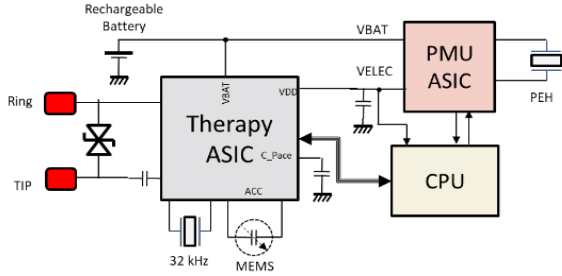 Rechargeable
Battery
VBAT
PMU
ASIC
VELEC
PEH
Ring
VBAT
VDD
Therapy
ASIC
C_Pace
TIP
ACC
CPU
32 kHz
MEMS